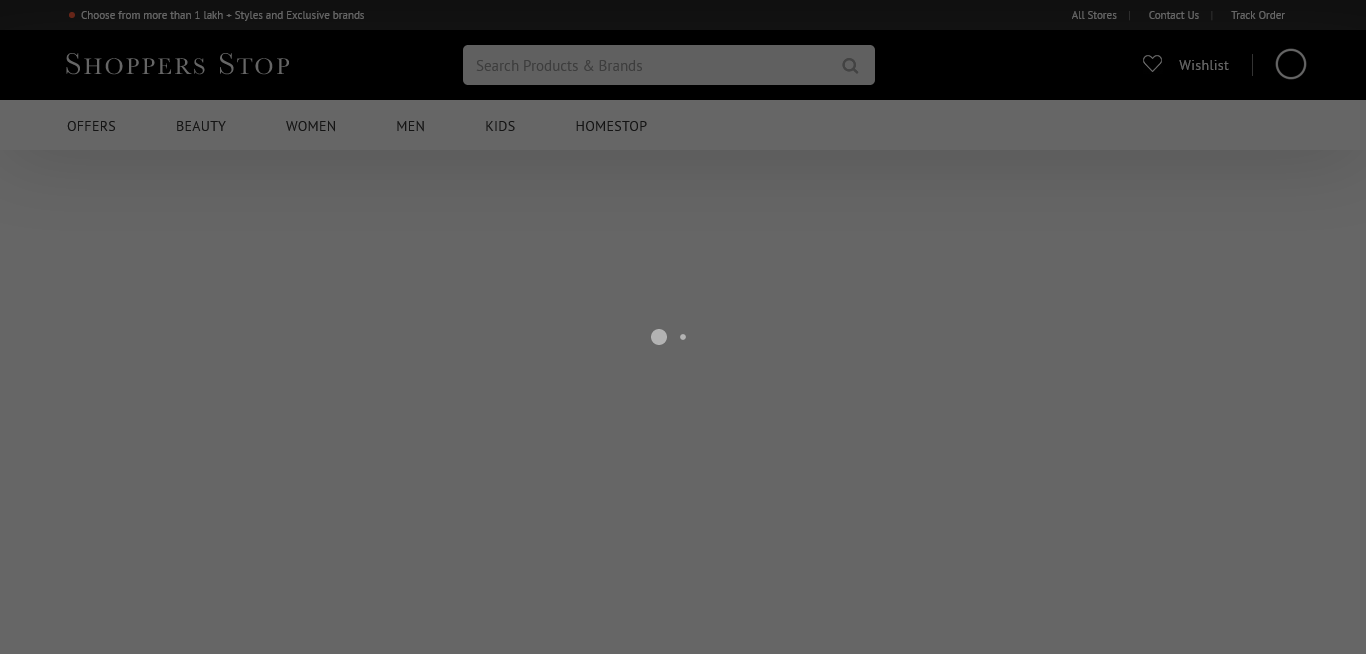 Choose from more than 1 lakh + Styles and Exclusive brands
All Stores | Contact Us | Track Order
SHOPPERS STOP
Search Products & Brands
Wishlist
OFFERS BEAUTY WOMEN MEN KIDS HOMESTOP